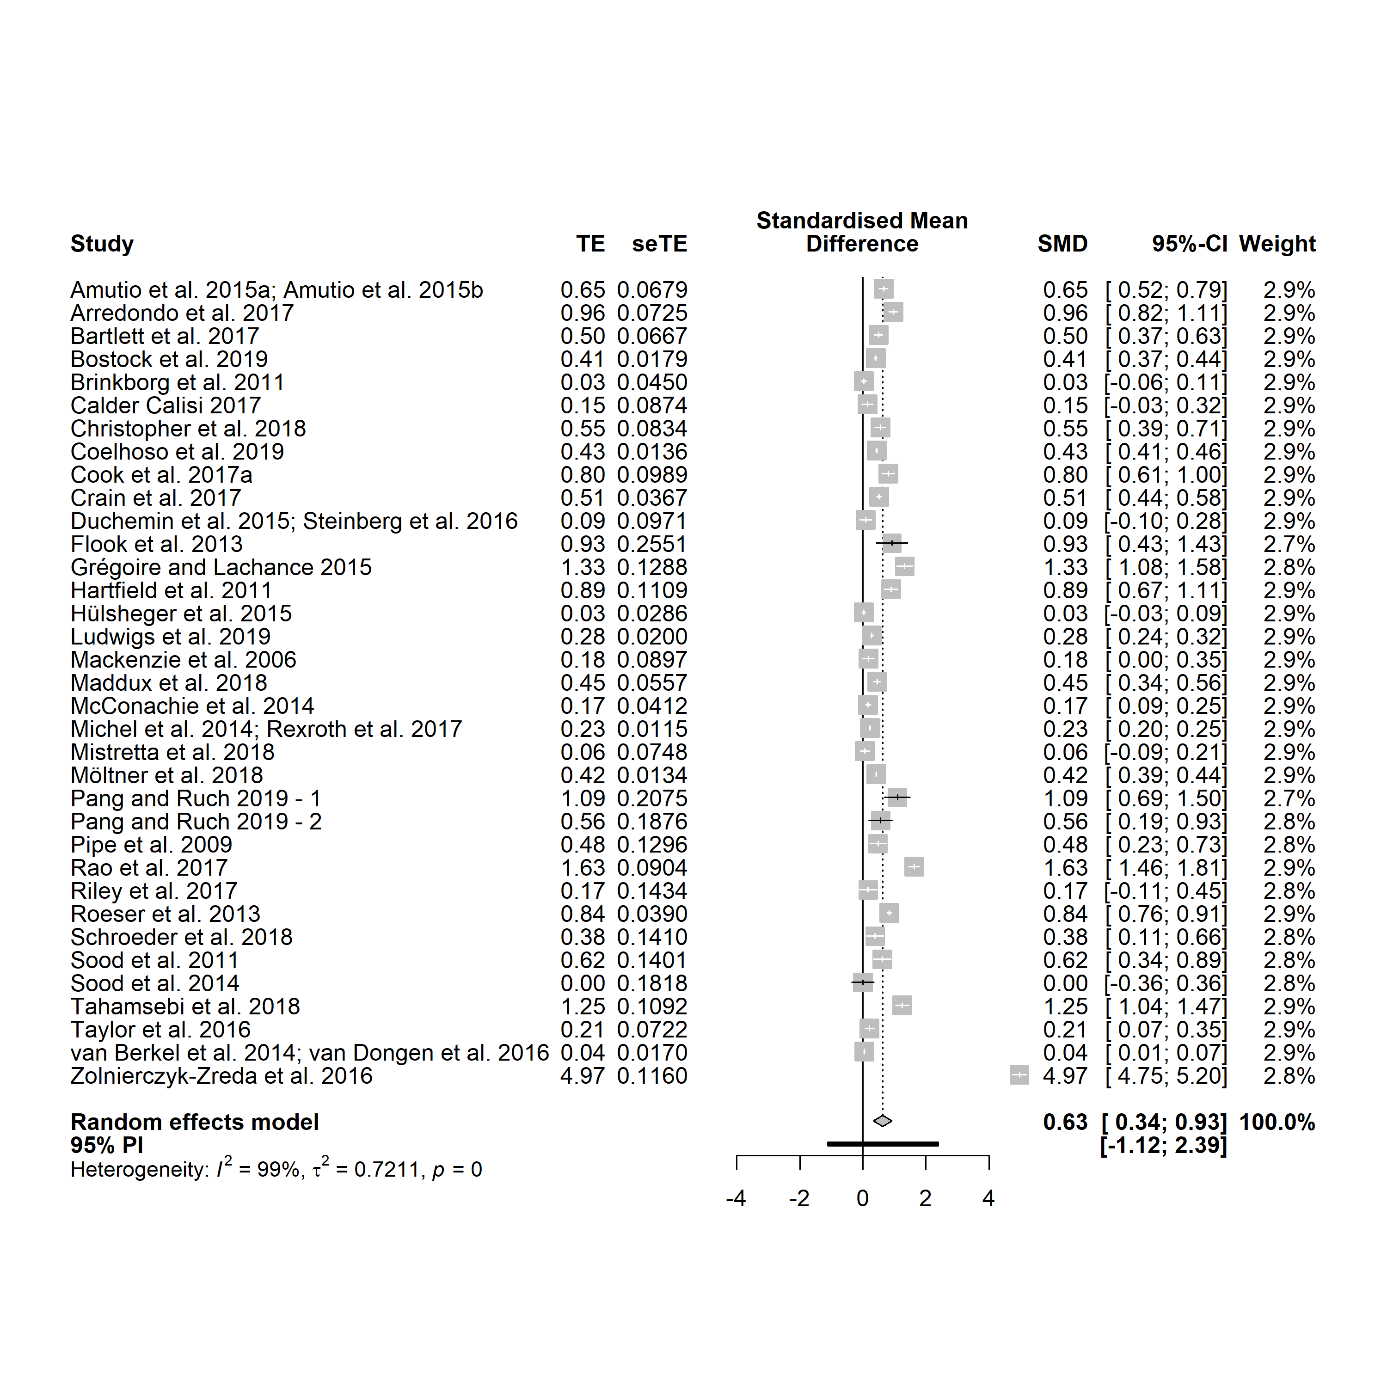 Standardised Mean
Study TE seTE Difference SMD 95%-CI Weight
Amutio et al. 2015a; Amutio et al. 2015b 0.65 0.0679 0.65 [ 0.52; 0.79] 2.9%
Arredondo et al. 2017 0.96 0.0725 0.96 [ 0.82; 1.11] 2.9%
Bartlett et al. 2017 0.50 0.0667 0.50 [ 0.37; 0.63] 2.9%
Bostock et al. 2019 0.41 0.0179 0.41 [ 0.37; 0.44] 2.9%
Brinkborg et al. 2011 0.03 0.0450 0.03 [-0.06; 0.11] 2.9%
Calder Calisi 2017 0.15 0.0874 0.15 [-0.03; 0.32] 2.9%
Christopher et al. 2018 0.55 0.0834 0.55 [ 0.39; 0.71] 2.9%
Coelhoso et al. 2019 0.43 0.0136 0.43 [ 0.41; 0.46] 2.9%
Cook et al. 2017a 0.80 0.0989 0.80 [ 0.61; 1.00] 2.9%
Crain et al. 2017 0.51 0.0367 0.51 [ 0.44; 0.58] 2.9%
Duchemin et al. 2015; Steinberg et al. 2016 0.09 0.0971 0.09 [-0.10; 0.28] 2.9%
Flook et al. 2013 0.93 0.2551 0.93 [ 0.43; 1.43] 2.7%
Grégoire and Lachance 2015 1.33 0.1288 1.33 [ 1.08; 1.58] 2.8%
Hartfield et al. 2011 0.89 0.1109 0.89 [ 0.67; 1.11] 2.9%
Hülsheger et al. 2015 0.03 0.0286 0.03 [-0.03; 0.09] 2.9%
Ludwigs et al. 2019 0.28 0.0200 0.28 [ 0.24; 0.32] 2.9%
Mackenzie et al. 2006 0.18 0.0897 0.18 [ 0.00; 0.35] 2.9%
Maddux et al. 2018 0.45 0.0557 0.45 [ 0.34; 0.56] 2.9%
McConachie et al. 2014 0.17 0.0412 0.17 [ 0.09; 0.25] 2.9%
Michel et al. 2014; Rexroth et al. 2017 0.23 0.0115 0.23 [ 0.20; 0.25] 2.9%
Mistretta et al. 2018 0.06 0.0748 0.06 [-0.09; 0.21] 2.9%
Möltner et al. 2018 0.42 0.0134 0.42 [ 0.39; 0.44] 2.9%
Pang and Ruch 2019 - 1 1.09 0.2075 1.09 [ 0.69; 1.50] 2.7%
Pang and Ruch 2019 - 2 0.56 0.1876 0.56 [ 0.19; 0.93] 2.8%
Pipe et al. 2009 0.48 0.1296 0.48 [ 0.23; 0.73] 2.8%
Rao et al. 2017 1.63 0.0904 1.63 [ 1.46; 1.81] 2.9%
Riley et al. 2017 0.17 0.1434 0.17 [-0.11; 0.45] 2.8%
Roeser et al. 2013 0.84 0.0390 0.84 [ 0.76; 0.91] 2.9%
Schroeder et al. 2018 0.38 0.1410 0.38 [ 0.11; 0.66] 2.8%
Sood et al. 2011 0.62 0.1401 0.62 [ 0.34; 0.89] 2.8%
Sood et al. 2014 0.00 0.1818 0.00 [-0.36; 0.36] 2.8%
Tahamsebi et al. 2018 1.25 0.1092 1.25 [ 1.04; 1.47] 2.9%
Taylor et al. 2016 0.21 0.0722 0.21 [ 0.07; 0.35] 2.9%
van Berkel et al. 2014; van Dongen et al. 2016 0.04 0.0170 0.04 [ 0.01; 0.07] 2.9%
Zolnierczyk-Zreda et al. 2016 4.97 0.1160 4.97 [ 4.75; 5.20] 2.8%
Random effects model 0.63 [ 0.34; 0.93] 100.0%
95% PI [-1.12; 2.39]
Heterogeneity: I² = 99%, τ² = 0.7211, p = 0
-4 -2 0 2 4